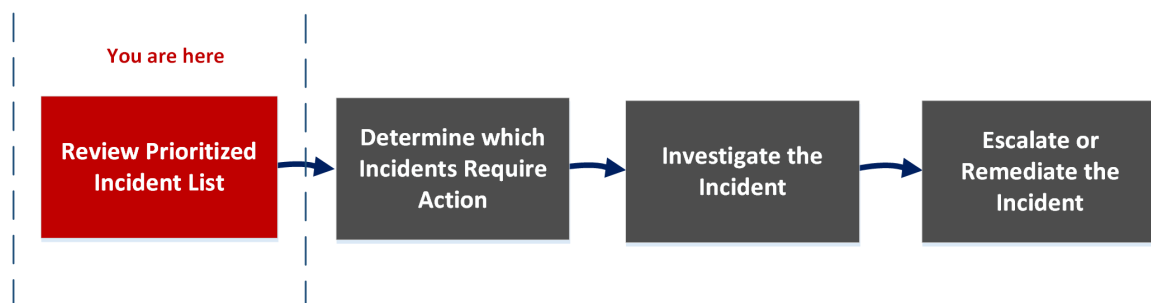 You are here
Review Prioritized
Incident List
Determine which
Incidents Require
Action
Investigate the
Incident
Escalate or
Remediate the
Incident